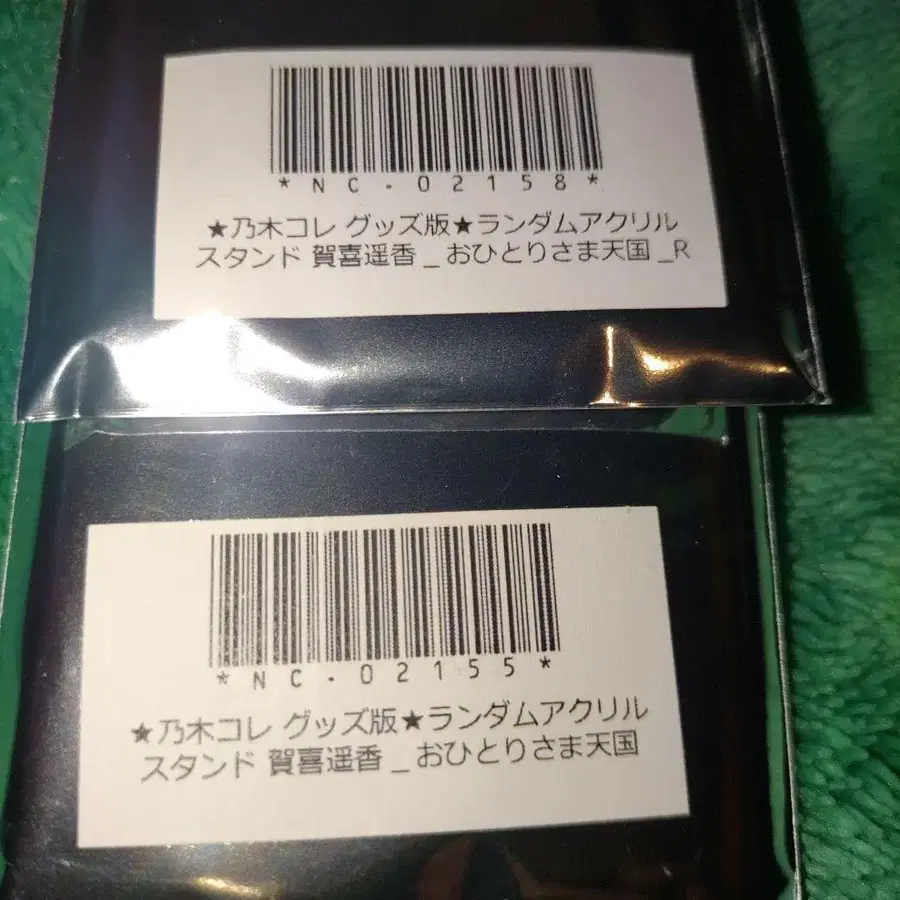 *NC-02158*
★乃木コレ グッズ版★ランダムアクリル
スタンド 賀喜遥香 _ おひとりさま天国 _R
*NC-02155*
★乃木コレ グッズ版★ランダムアクリル
スタンド 賀喜遥香 _ おひとりさま天国